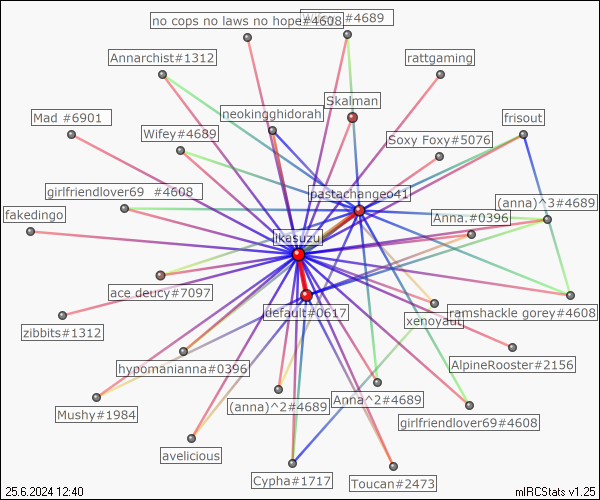 no cops no laws no hope#4608
#4689
Annarchist#1312
rattgaming
Skalman
Mad #6901
neokingghidorah
frisout
Wifey#4689
Soxy Foxy#5076
girlfriendlover69 #4608
pastachangeo41
(anna)^3#4689
fakedingo
Anna.#0396
ikasuzu
ace.deucy#7097
default#0617
xenoyaut
ramshackle gorey#4608
zibbits#1312
hypomanianna#0396
AlpineRooster#2156
Mushy#1984
(anna)^2#4689
Anna^2#4689
girlfriendlover69#4608
avelicious
Cypha#1717
Toucan#2473
25.6.2024 12:40
mIRCStats v1.25